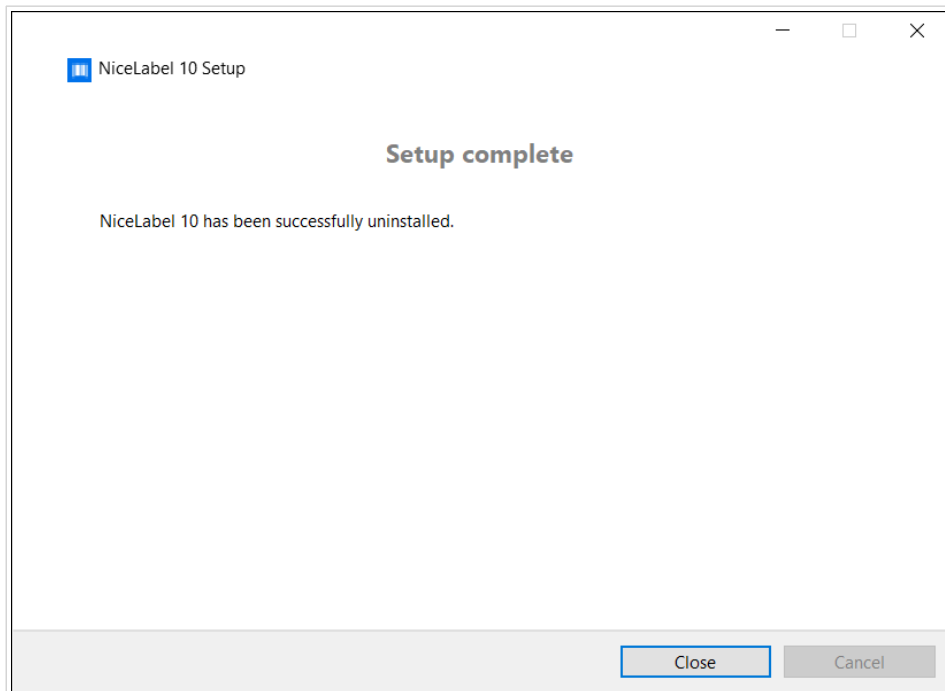 NiceLabel 10 Setup
Setup complete
NiceLabel 10 has been successfully uninstalled.
Close
Cancel